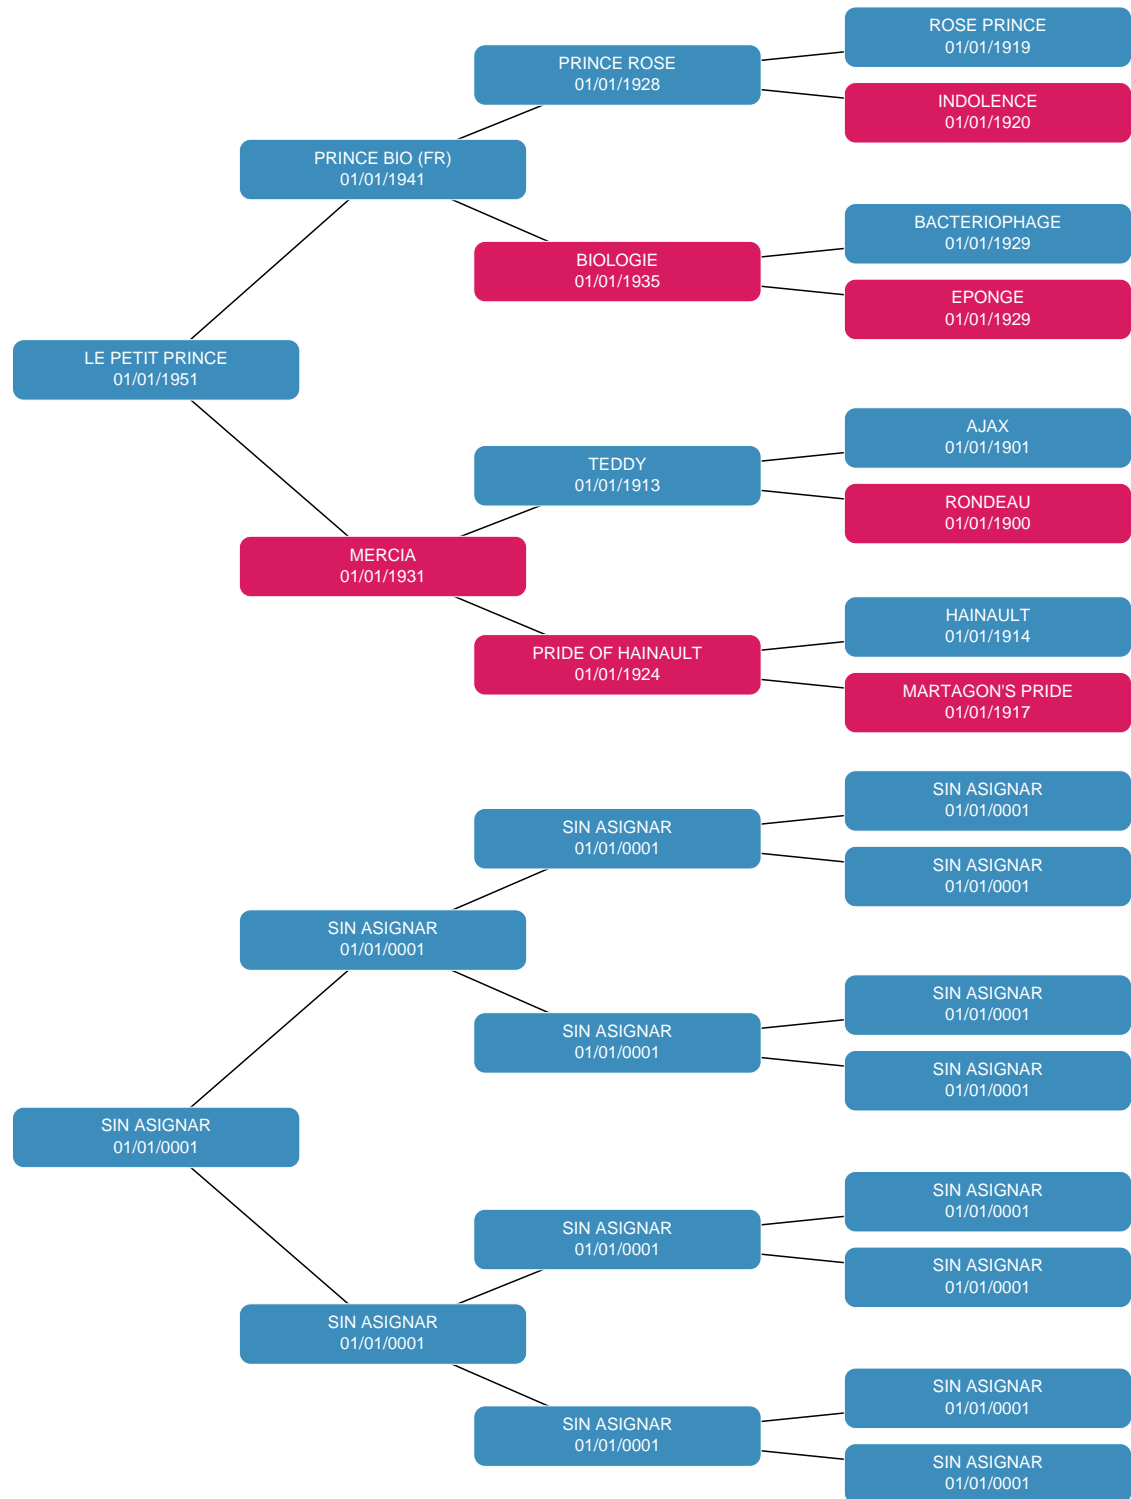 ROSE PRINCE
01/01/1919
PRINCE ROSE
01/01/1928
INDOLENCE
01/01/1920
PRINCE BIO (FR)
01/01/1941
BACTERIOPHAGE
01/01/1929
BIOLOGIE
01/01/1935
EPONGE
01/01/1929
LE PETIT PRINCE
01/01/1951
AJAX
01/01/1901
TEDDY
01/01/1913
RONDEAU
01/01/1900
MERCIA
01/01/1931
HAINAULT
01/01/1914
PRIDE OF HAINAULT
01/01/1924
MARTAGON'S PRIDE
01/01/1917
SIN ASIGNAR
01/01/0001
SIN ASIGNAR
01/01/0001
SIN ASIGNAR
01/01/0001
SIN ASIGNAR
01/01/0001
SIN ASIGNAR
01/01/0001
SIN ASIGNAR
01/01/0001
SIN ASIGNAR
01/01/0001
SIN ASIGNAR
01/01/0001
SIN ASIGNAR
01/01/0001
SIN ASIGNAR
01/01/0001
SIN ASIGNAR
01/01/0001
SIN ASIGNAR
01/01/0001
SIN ASIGNAR
01/01/0001
SIN ASIGNAR
01/01/0001
SIN ASIGNAR
01/01/0001